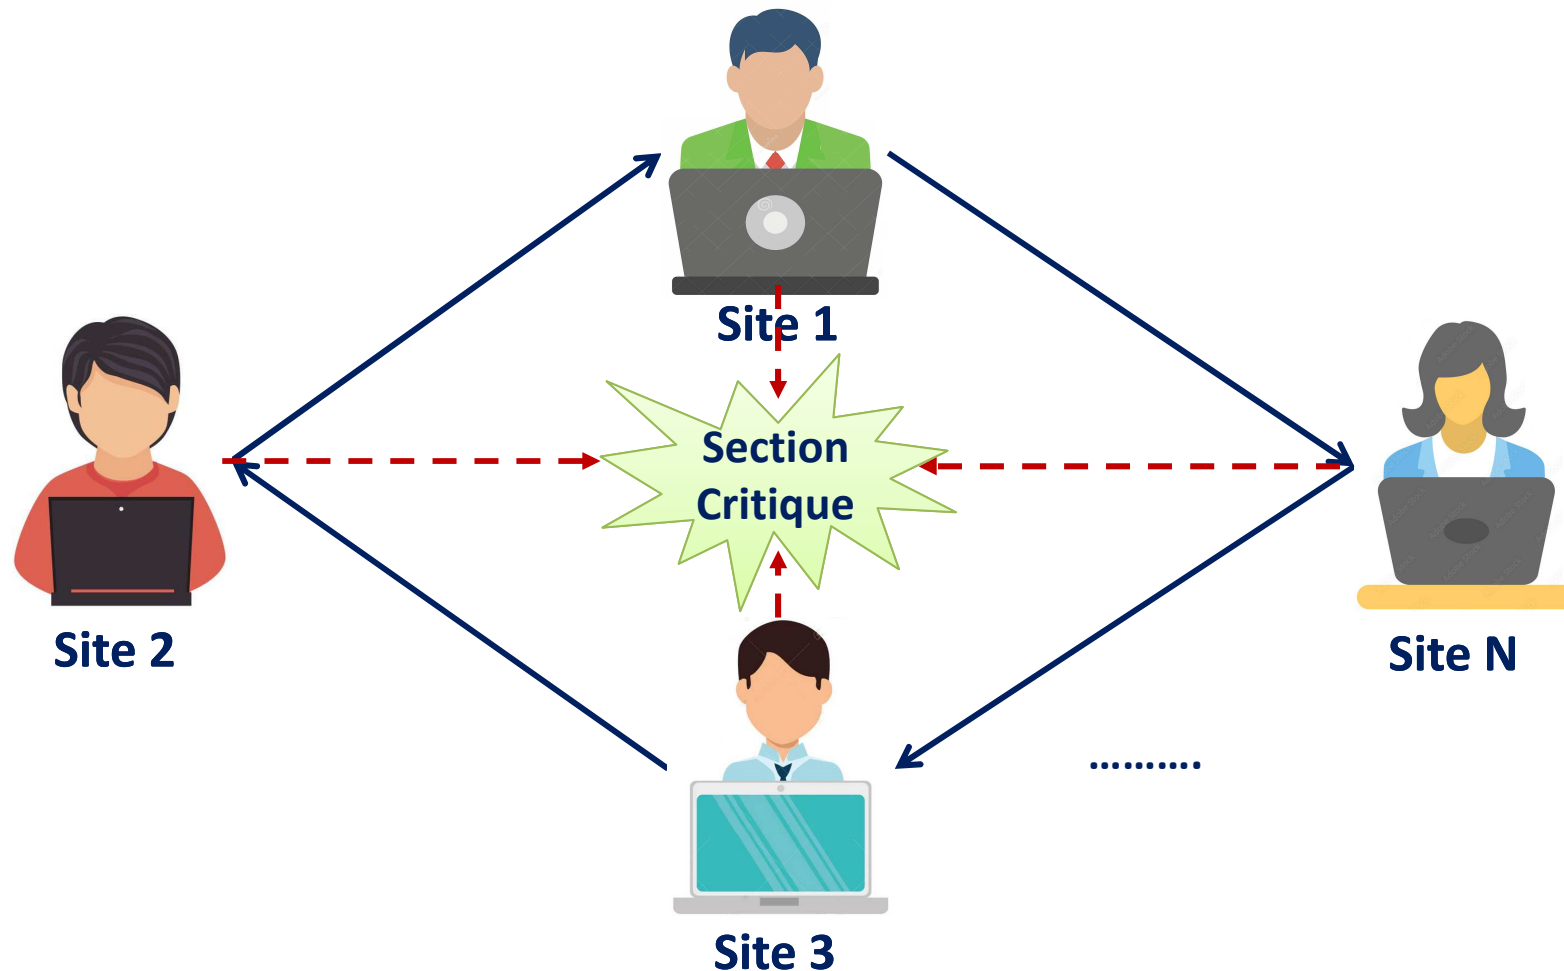 Site 1
Section
Critique
Site 2
Site N
..........
Site 3